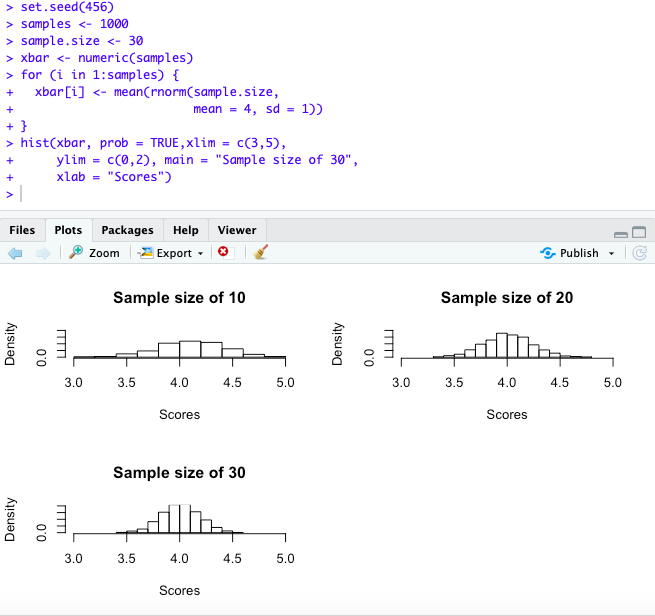 > set.seed(456)
> samples <- 1000
> sample.size <- 30
> xbar <- numeric(samples)
> for (i in 1:samples) {
+   xbar[i] <- mean(rnorm(sample.size,
+                         mean = 4, sd = 1))
+ }
> hist(xbar, prob = TRUE,xlim = c(3,5),
+      ylim = c(0,2), main = "Sample size of 30",
+      xlab = "Scores")
>
Files Plots Packages Help Viewer
Zoom Export Publish
Sample size of 10
Density
0.0
3.0 3.5 4.0 4.5 5.0
Scores
Sample size of 20
Density
0.0
3.0 3.5 4.0 4.5 5.0
Scores
Sample size of 30
Density
0.0
3.0 3.5 4.0 4.5 5.0
Scores